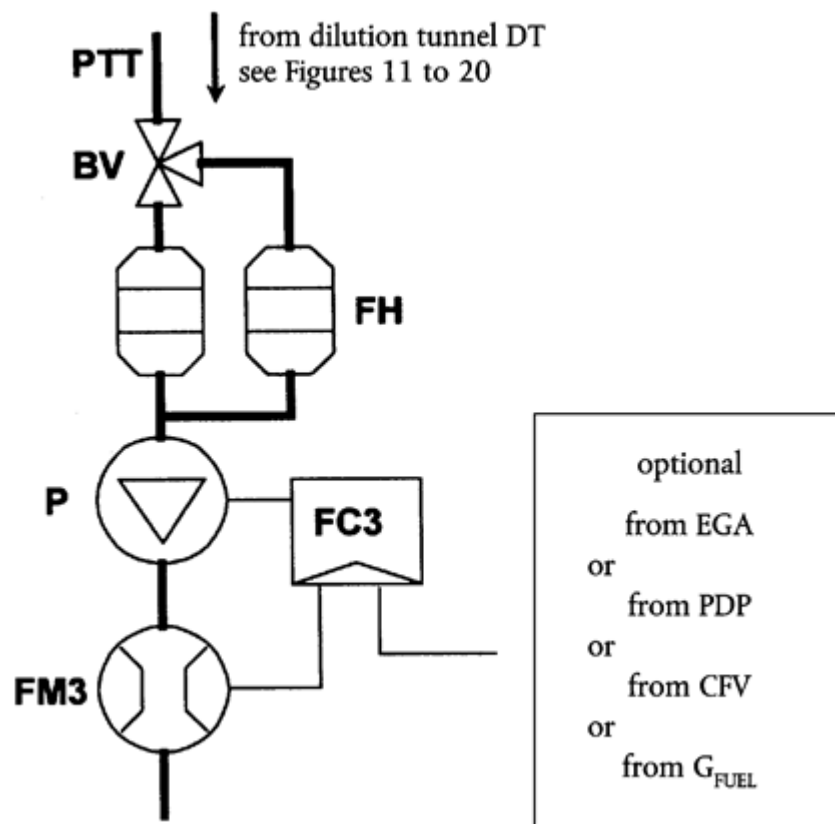 from dilution tunnel DT
see Figures 11 to 20
PTT
BV
FH
P
FC3
FM3
optional
from EGA
or
from PDP
or
from CFV
or
from G_FUEL